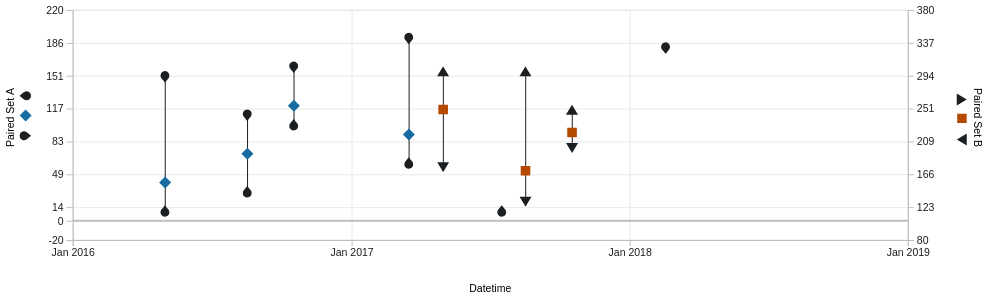 220
186
151
117
83
49
14
0
-20
380
337
294
251
209
166
123
80
Paired Set A
Paired Set B
Jan 2016
Jan 2017
Jan 2018
Jan 2019
Datetime